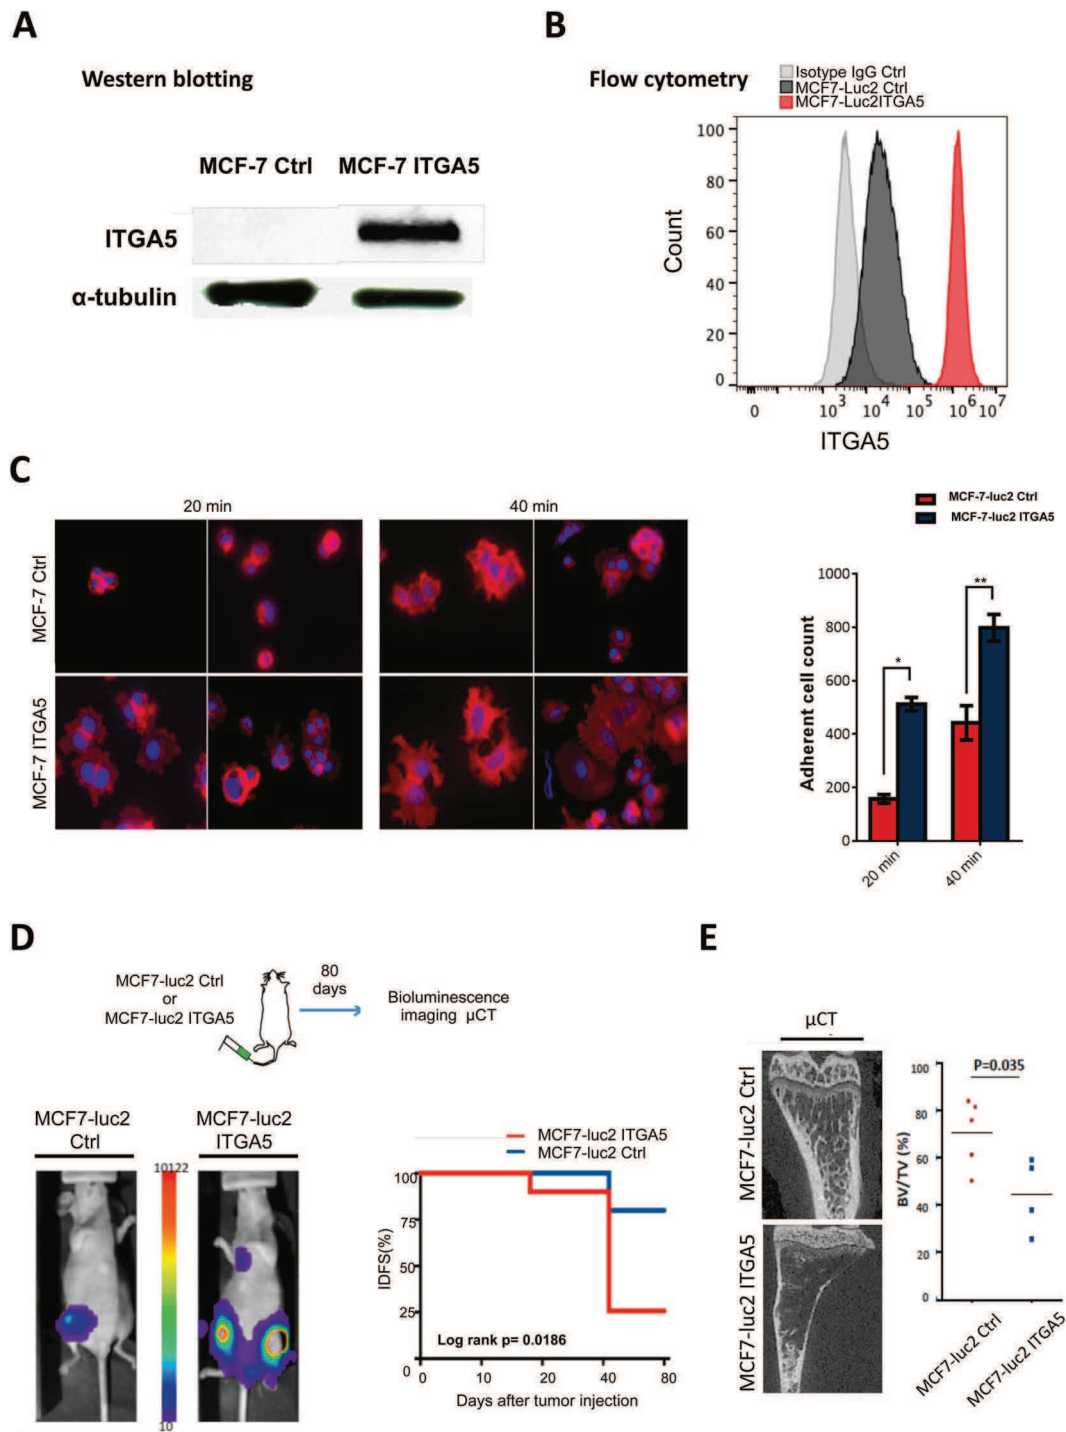 A
Western blotting
MCF-7 Ctrl MCF-7 ITGA5
ITGA5
α-tubulin
B
Flow cytometry
Isotype IgG Ctrl
MCF7-Luc2 Ctrl
MCF7-Luc2ITGA5
Count
100
80
60
40
20
0
0 10³ 10⁴ 10⁵ 10⁶ 10⁷
ITGA5
C
20 min 40 min
MCF-7 Ctrl
MCF-7 ITGA5
MCF-7-luc2 Ctrl
MCF-7-luc2 ITGA5
Adherent cell count
1000
800
600
400
200
0
*
**
20 min
40 min
D
MCF7-luc2 Ctrl
or
MCF7-luc2 ITGA5
80
days
Bioluminescence
imaging µCT
MCF7-luc2
Ctrl
MCF7-luc2
ITGA5
10122
10
MCF7-luc2 ITGA5
MCF7-luc2 Ctrl
IDFS(%)
100
75
50
25
0
Log rank p= 0.0186
0 10 20 40 80
Days after tumor injection
E
µCT
MCF7-luc2 Ctrl
MCF7-luc2 ITGA5
BV/TV (%)
100
80
60
40
20
0
P=0.035
MCF7-luc2 Ctrl
MCF7-luc2 ITGA5